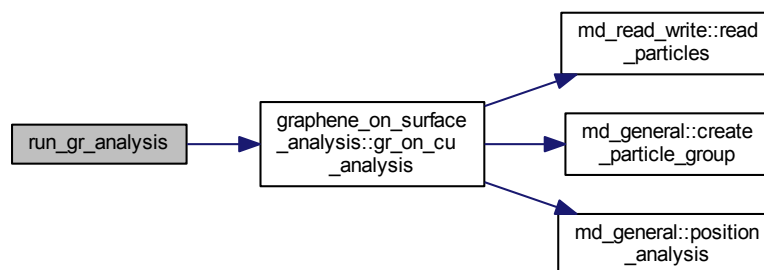 run_gr_analysis
graphene_on_surface
_analysis::gr_on_cu
_analysis
md_read_write::read
_particles
md_general::create
_particle_group
md_general::position
_analysis